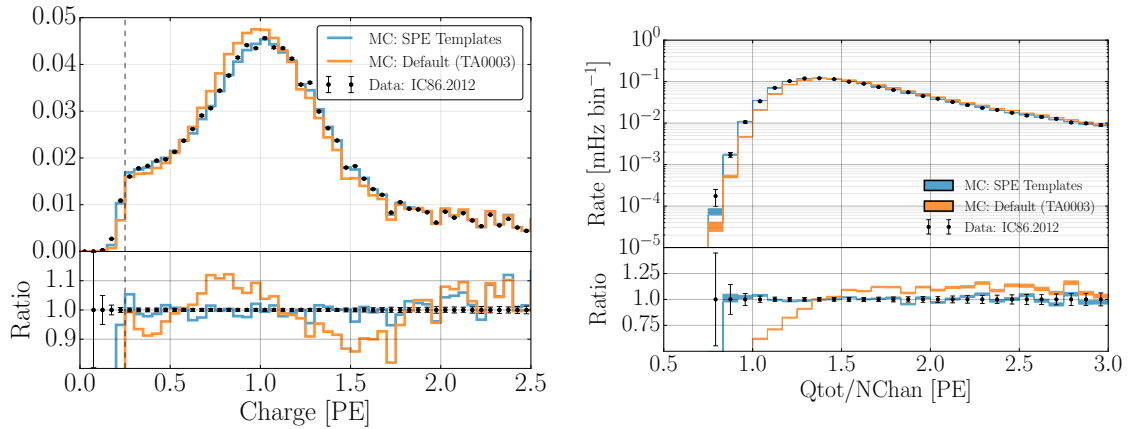 0.05
0.04
0.03
0.02
0.01
0.00
MC: SPE Templates
MC: Default (TA0003)
Data: IC86.2012
1.1
1.0
0.9
Ratio
0.0 0.5 1.0 1.5 2.0 2.5
Charge [PE]
10⁰
10⁻¹
10⁻²
10⁻³
10⁻⁴
10⁻⁵
Rate [mHz bin⁻¹]
MC: SPE Templates
MC: Default (TA0003)
Data: IC86.2012
1.25
1.00
0.75
Ratio
0.5 1.0 1.5 2.0 2.5 3.0
Qtot/NChan [PE]